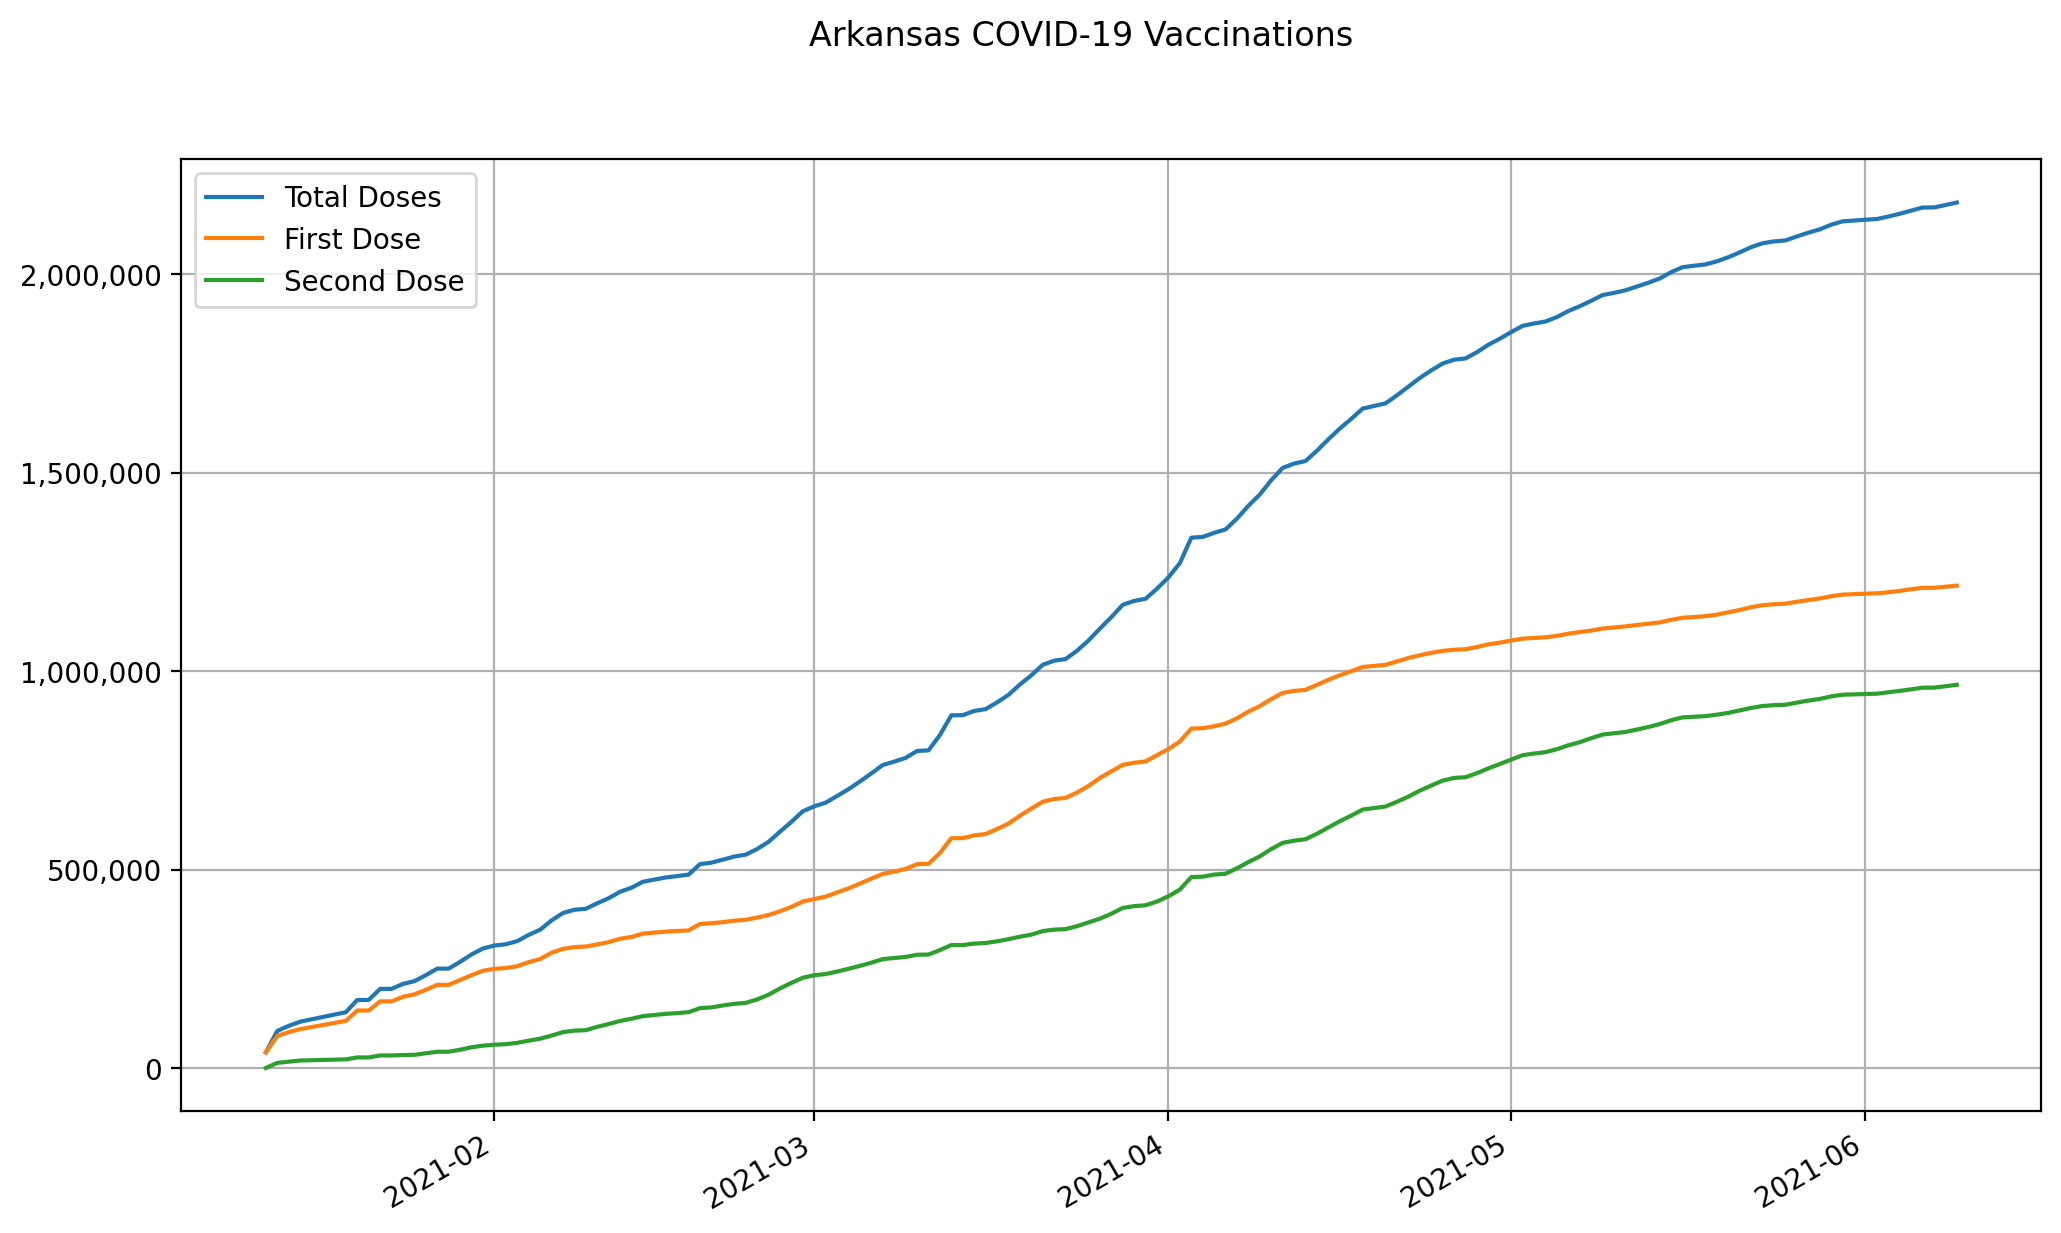 Arkansas COVID-19 Vaccinations
Total Doses
First Dose
Second Dose
2,000,000
1,500,000
1,000,000
500,000
0
2021-02
2021-03
2021-04
2021-05
2021-06